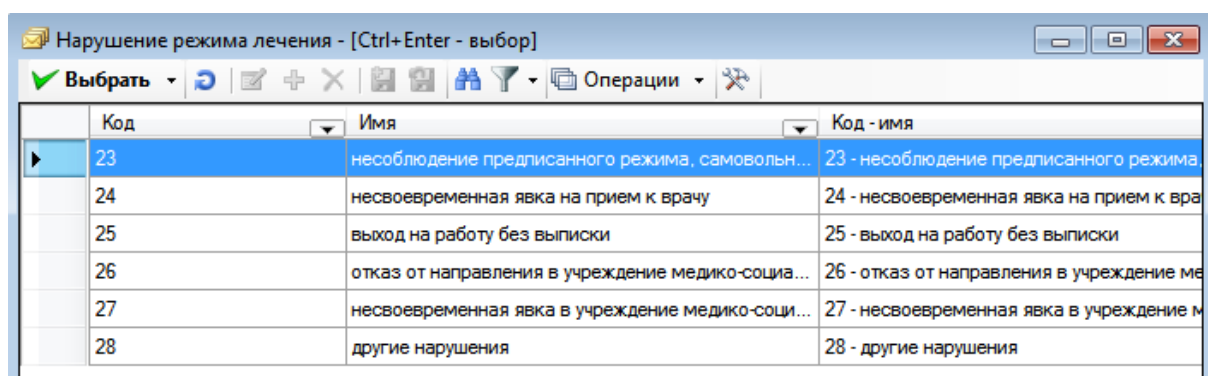 Нарушение режима лечения - [Ctrl+Enter - выбор]
Выбрать Операции
Код Имя Код - имя
23 несоблюдение предписанного режима, самовольн... 23 - несоблюдение предписанного режима,
24 несвоевременная явка на прием к врачу 24 - несвоевременная явка на прием к вра
25 выход на работу без выписки 25 - выход на работу без выписки
26 отказ от направления в учреждение медико-социа... 26 - отказ от направления в учреждение ме
27 несвоевременная явка в учреждение медико-соци... 27 - несвоевременная явка в учреждение м
28 другие нарушения 28 - другие нарушения